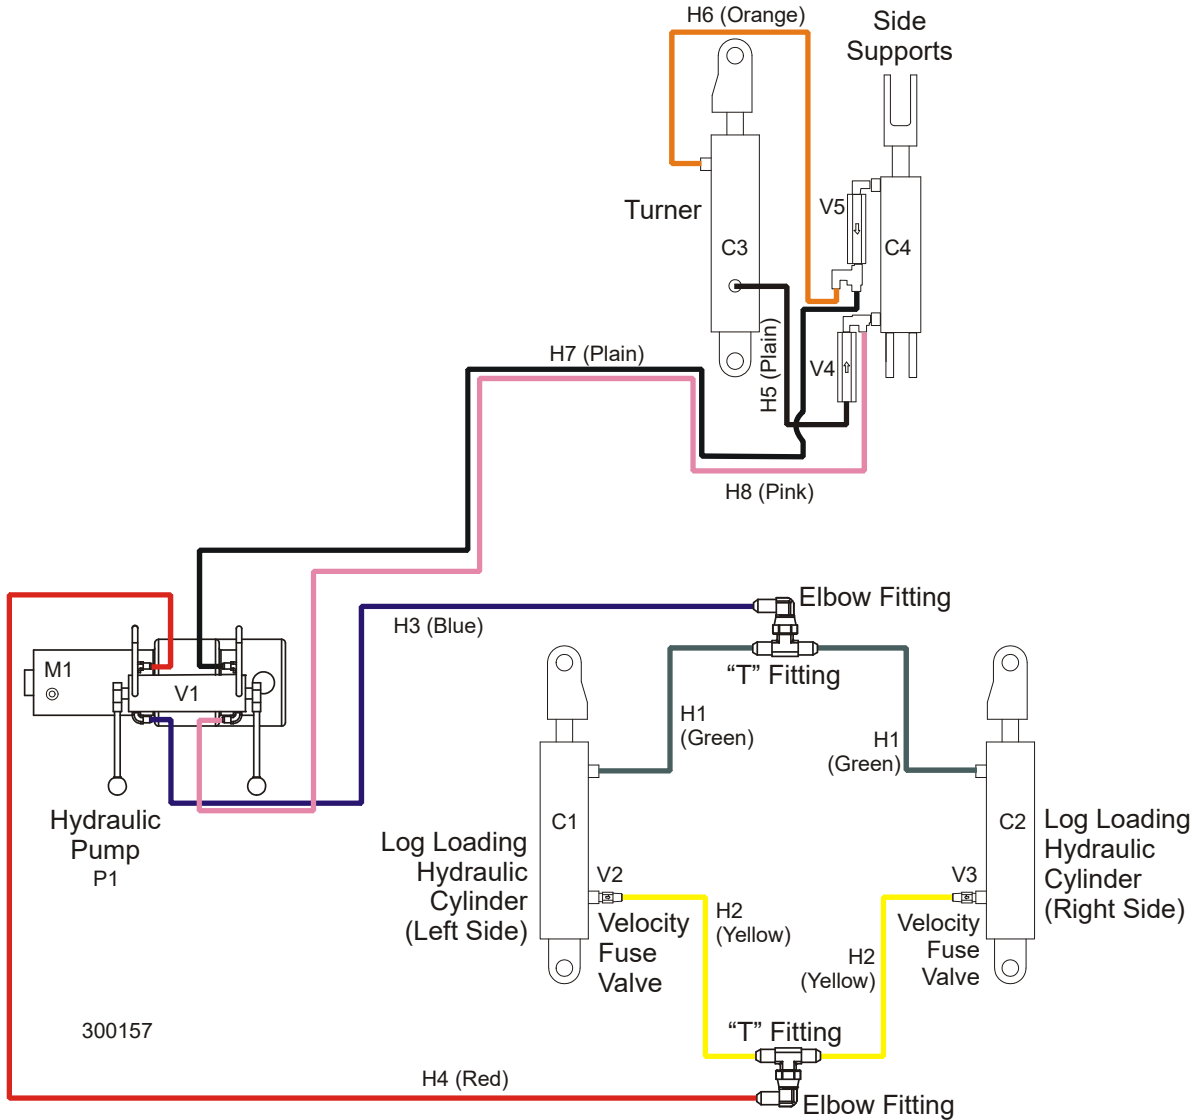 H6 (Orange)
Side
Supports
V5
Turner
C3
C4
H5 (Plain)
V4
H7 (Plain)
H8 (Pink)
Elbow Fitting
H3 (Blue)
“T” Fitting
M1
V1
H1
(Green)
H1
(Green)
Hydraulic
Pump
P1
C1
Log Loading
Hydraulic
Cylinder
(Left Side)
C2
Log Loading
Hydraulic
Cylinder
(Right Side)
V2
Velocity
Fuse
Valve
H2
(Yellow)
V3
Velocity
Fuse
Valve
H2
(Yellow)
300157
“T” Fitting
H4 (Red)
Elbow Fitting